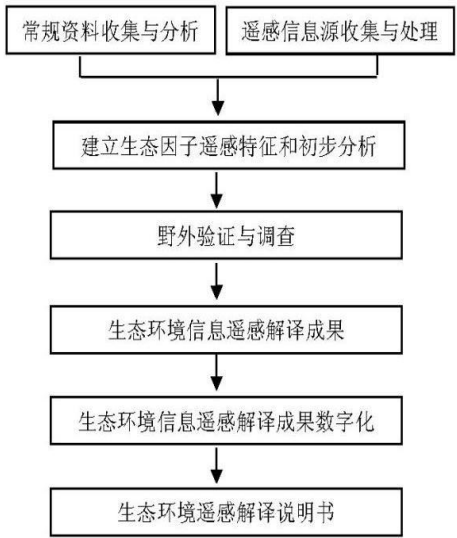 常规资料收集与分析
遥感信息源收集与处理
建立生态因子遥感特征和初步分析
野外验证与调查
生态环境信息遥感解译成果
生态环境信息遥感解译成果数字化
生态环境遥感解译说明书